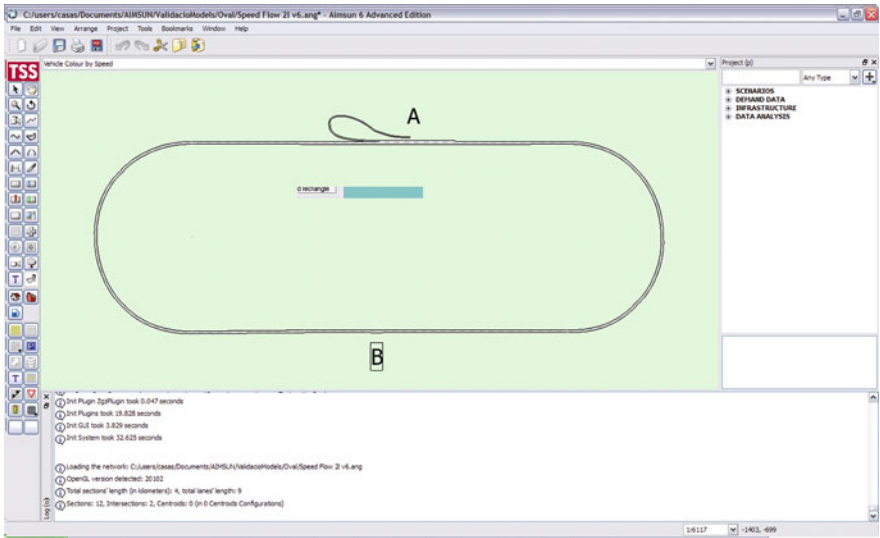 C:/users/casas/Documents/AIMSUN/ValidacioModels/Oval/Speed Flow 2l v6.ang* - Aimsun 6 Advanced Edition
File Edit View Arrange Project Tools Bookmarks Window Help
TSS
Vehicle Colour by Speed
Project (p)
Any Type
SCENARIOS
DEMAND DATA
INFRASTRUCTURE
DATA ANALYSIS
A
d rectangle
B
Init Plugin ZgzPlugin took 0.047 seconds
Init Plugins took 19.828 seconds
Init GUI took 3.829 seconds
Init System took 32.625 seconds
Loading the network: C:/users/casas/Documents/AIMSUN/ValidacioModels/Oval/Speed Flow 2l v6.ang
OpenGL version detected: 20102
Total sections' length (in kilometers): 4, total lanes' length: 9
Sections: 12, Intersections: 2, Centroids: 0 (in 0 Centroids Configurations)
Log (o)
1:6117
-1403, -699